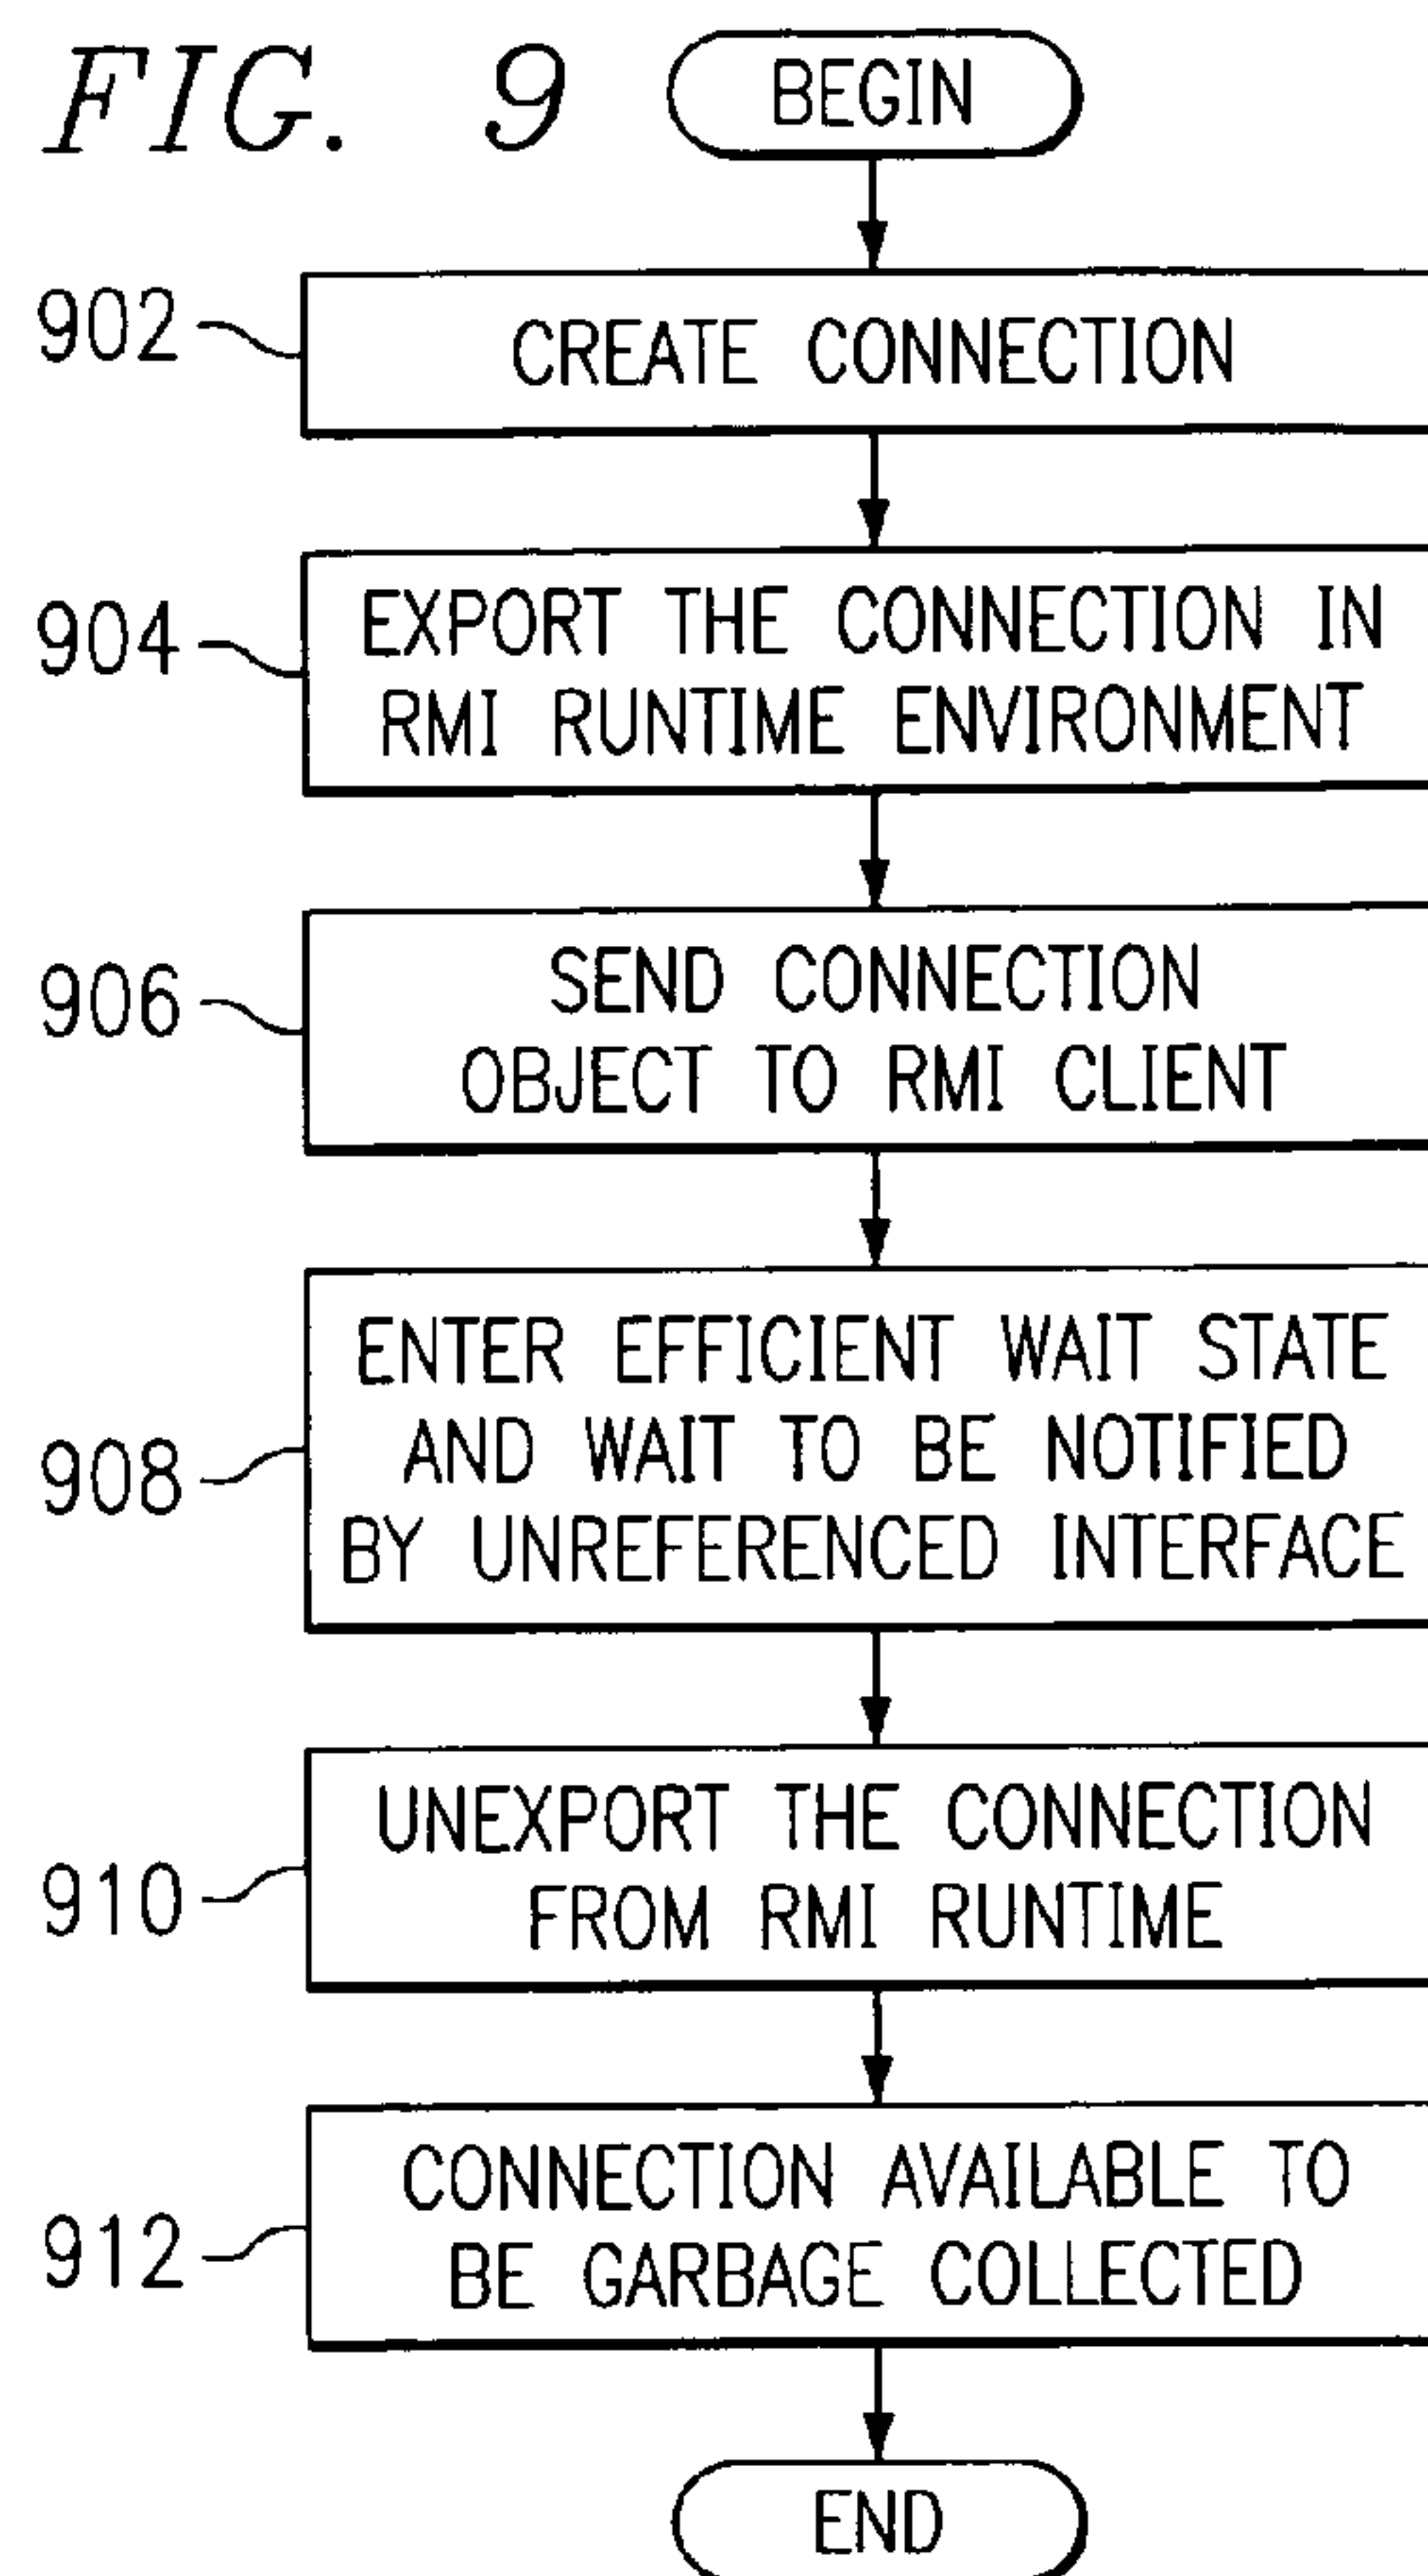 FIG. 9
BEGIN
902
CREATE CONNECTION
904
EXPORT THE CONNECTION IN
RMI RUNTIME ENVIRONMENT
906
SEND CONNECTION
OBJECT TO RMI CLIENT
908
ENTER EFFICIENT WAIT STATE
AND WAIT TO BE NOTIFIED
BY UNREFERENCED INTERFACE
910
UNEXPORT THE CONNECTION
FROM RMI RUNTIME
912
CONNECTION AVAILABLE TO
BE GARBAGE COLLECTED
END